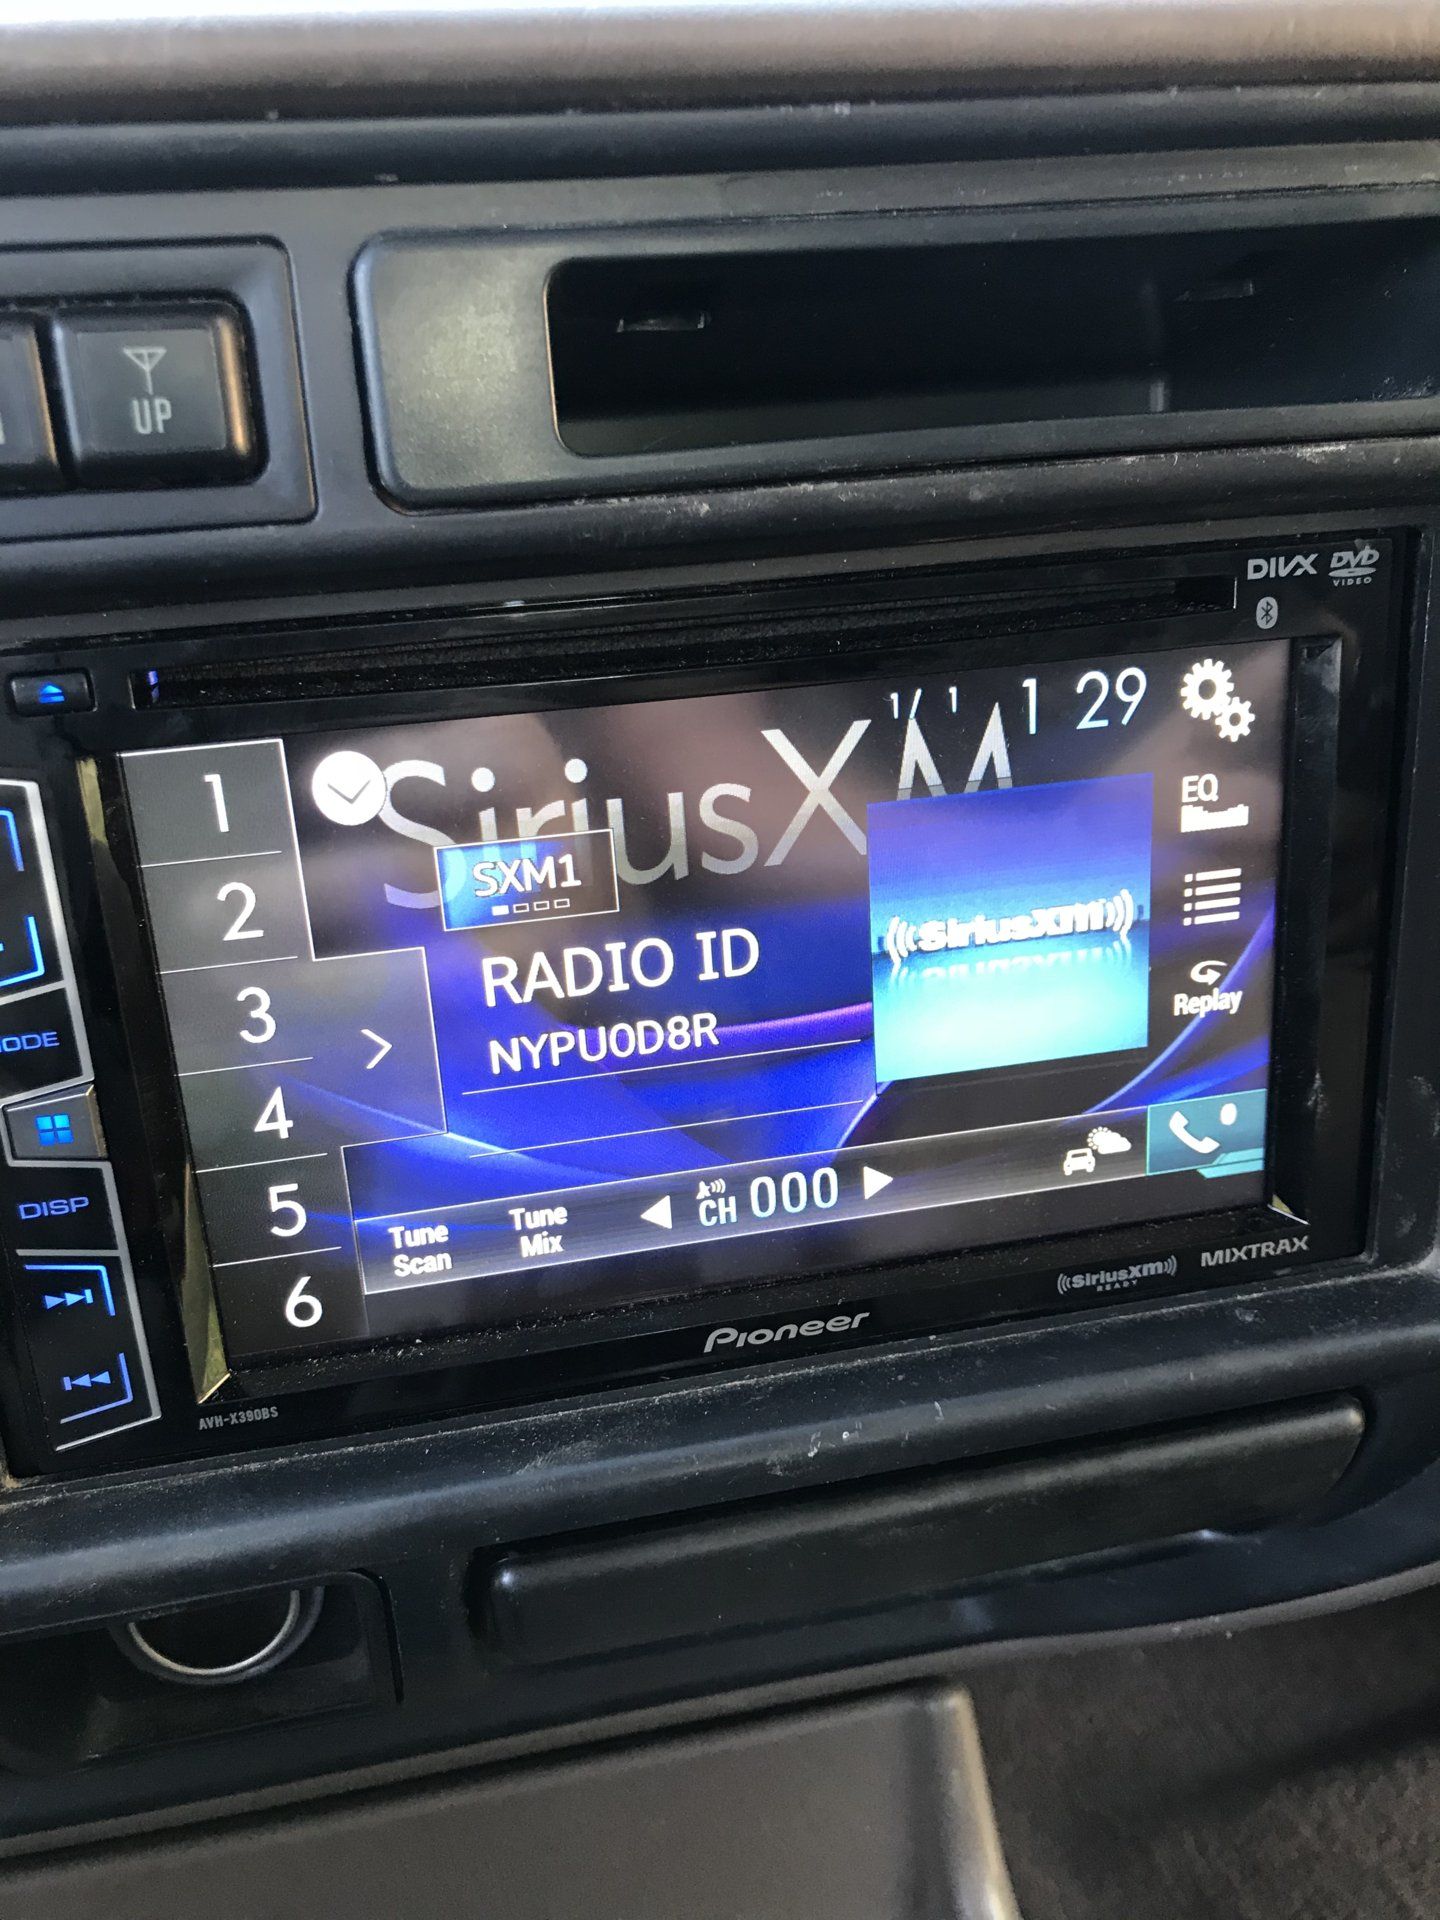 UP
DIVX DVD
VIDEO
1/ 1 1 29
SiriusXM
1
2
3
4
5
6
SXM1
RADIO ID
NYPU0D8R
((SiriusXM))
EQ
Replay
Tune
Scan
Tune
Mix
CH 000
DISP
((SiriusXM))
READY
MIXTRAX
Pioneer
AVH-X390BS